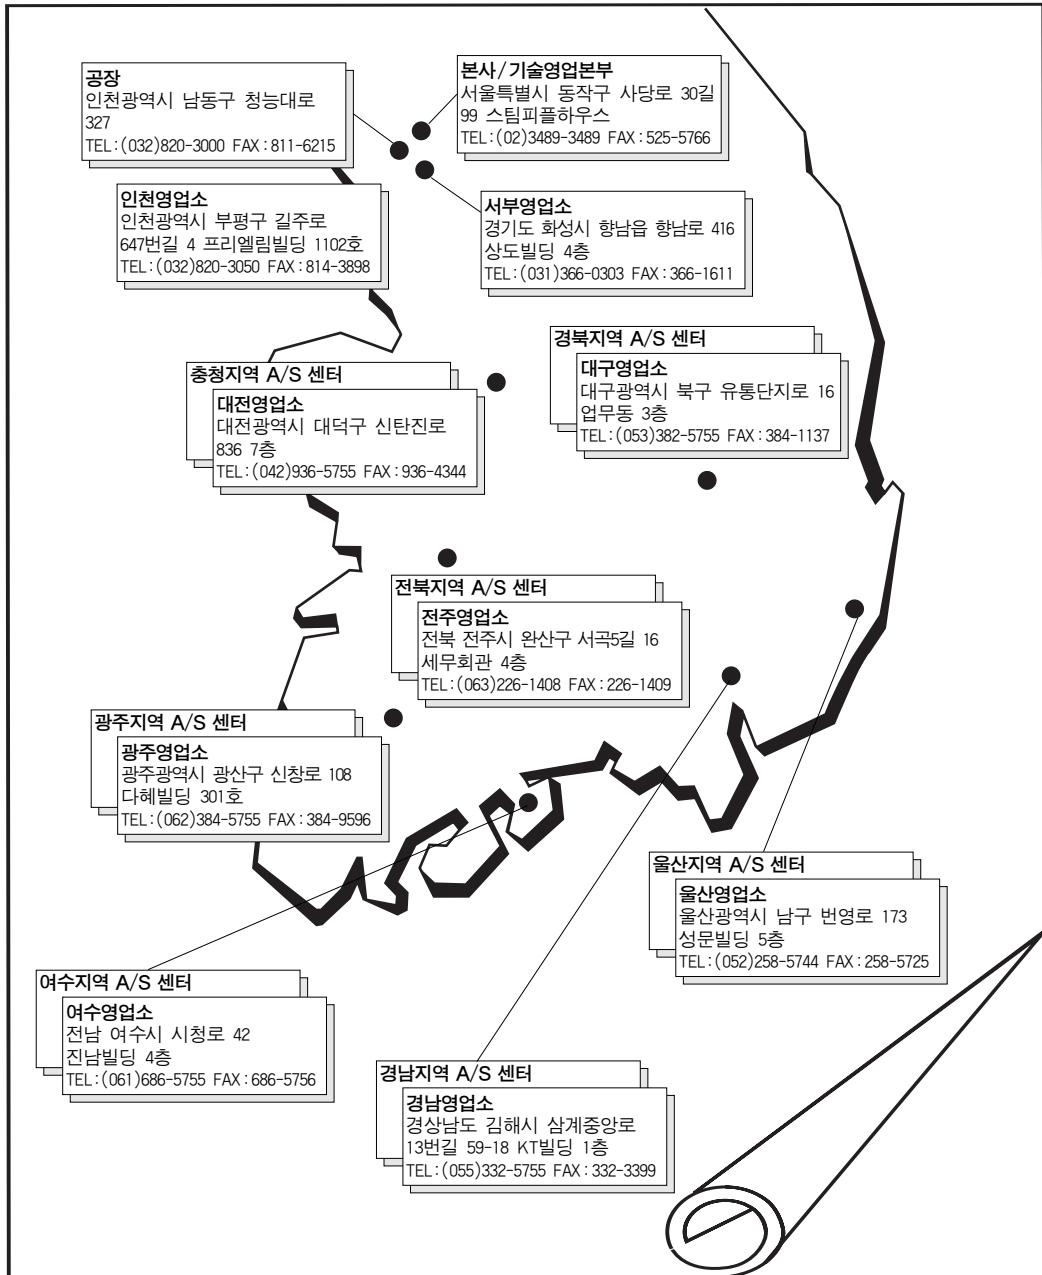 공장
인천광역시 남동구 청능대로
327
TEL:(032)820-3000 FAX:811-6215
본사/기술영업본부
서울특별시 동작구 사당로 30길
99 스팀피플하우스
TEL:(02)3489-3489 FAX:525-5766
인천영업소
인천광역시 부평구 길주로
647번길 4 프리엘림빌딩 1102호
TEL:(032)820-3050 FAX:814-3898
서부영업소
경기도 화성시 향남읍 향남로 416
상도빌딩 4층
TEL:(031)366-0303 FAX:366-1611
충청지역 A/S 센터
대전영업소
대전광역시 대덕구 신탄진로
836 7층
TEL:(042)936-5755 FAX:936-4344
경북지역 A/S 센터
대구영업소
대구광역시 북구 유통단지로 16
업무동 3층
TEL:(053)382-5755 FAX:384-1137
전북지역 A/S 센터
전주영업소
전북 전주시 완산구 서곡5길 16
세무회관 4층
TEL:(063)226-1408 FAX:226-1409
광주지역 A/S 센터
광주영업소
광주광역시 광산구 신창로 108
다혜빌딩 301호
TEL:(062)384-5755 FAX:384-9596
울산지역 A/S 센터
울산영업소
울산광역시 남구 번영로 173
성문빌딩 5층
TEL:(052)258-5744 FAX:258-5725
여수지역 A/S 센터
여수영업소
전남 여수시 시청로 42
진남빌딩 4층
TEL:(061)686-5755 FAX:686-5756
경남지역 A/S 센터
경남영업소
경상남도 김해시 삼계중앙로
13번길 59-18 KT빌딩 1층
TEL:(055)332-5755 FAX:332-3399